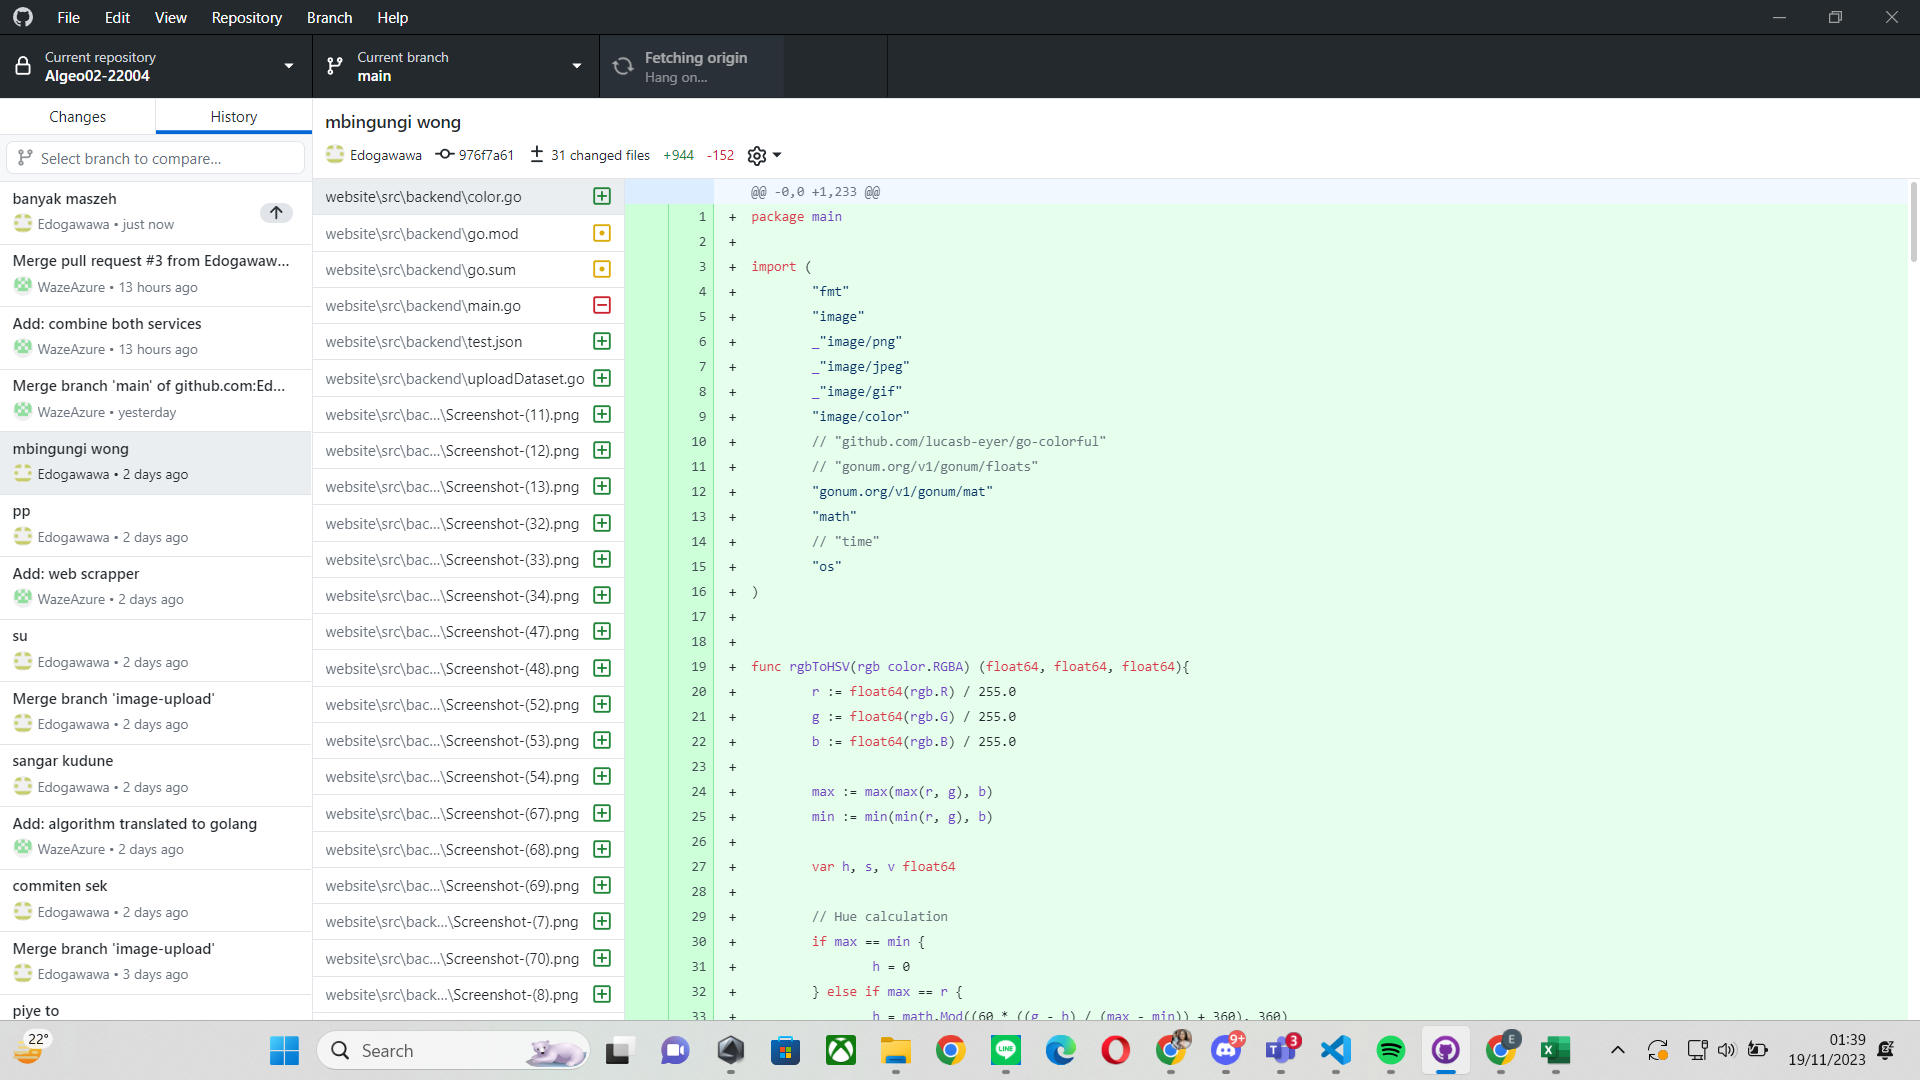 File Edit View Repository Branch Help
Current repository
Algeo02-22004
Current branch
main
Fetching origin
Hang on...
Changes
History
Select branch to compare...
banyak maszeh
Edogawawa • just now
Merge pull request #3 from Edogawaw...
WazeAzure • 13 hours ago
Add: combine both services
WazeAzure • 13 hours ago
Merge branch 'main' of github.com:Ed...
WazeAzure • yesterday
mbingungi wong
Edogawawa • 2 days ago
pp
Edogawawa • 2 days ago
Add: web scrapper
WazeAzure • 2 days ago
su
Edogawawa • 2 days ago
Merge branch 'image-upload'
Edogawawa • 2 days ago
sangar kudune
Edogawawa • 2 days ago
Add: algorithm translated to golang
WazeAzure • 2 days ago
commiten sek
Edogawawa • 2 days ago
Merge branch 'image-upload'
Edogawawa • 3 days ago
piye to
mbingungi wong
Edogawawa 976f7a61 31 changed files +944 -152
website\src\backend\color.go
website\src\backend\go.mod
website\src\backend\go.sum
website\src\backend\main.go
website\src\backend\test.json
website\src\backend\uploadDataset.go
website\src\bac...\Screenshot-(11).png
website\src\bac...\Screenshot-(12).png
website\src\bac...\Screenshot-(13).png
website\src\bac...\Screenshot-(32).png
website\src\bac...\Screenshot-(33).png
website\src\bac...\Screenshot-(34).png
website\src\bac...\Screenshot-(47).png
website\src\bac...\Screenshot-(48).png
website\src\bac...\Screenshot-(52).png
website\src\bac...\Screenshot-(53).png
website\src\bac...\Screenshot-(54).png
website\src\bac...\Screenshot-(67).png
website\src\bac...\Screenshot-(68).png
website\src\bac...\Screenshot-(69).png
website\src\back...\Screenshot-(7).png
website\src\bac...\Screenshot-(70).png
website\src\back...\Screenshot-(8).png
@@ -0,0 +1,233 @@
1 + package main
2 +
3 + import (
4 + "fmt"
5 + "image"
6 + _"image/png"
7 + _"image/jpeg"
8 + _"image/gif"
9 + "image/color"
10 + // "github.com/lucasb-eyer/go-colorful"
11 + // "gonum.org/v1/gonum/floats"
12 + "gonum.org/v1/gonum/mat"
13 + "math"
14 + // "time"
15 + "os"
16 + )
17 +
18 +
19 + func rgbToHSV(rgb color.RGBA) (float64, float64, float64){
20 + r := float64(rgb.R) / 255.0
21 + g := float64(rgb.G) / 255.0
22 + b := float64(rgb.B) / 255.0
23 +
24 + max := max(max(r, g), b)
25 + min := min(min(r, g), b)
26 +
27 + var h, s, v float64
28 +
29 + // Hue calculation
30 + if max == min {
31 + h = 0
32 + } else if max == r {
33 + h = math.Mod((60 * ((g - b) / (max - min)) + 360), 360)
22°
Search
LINE
9+
3
E
01:39
19/11/2023